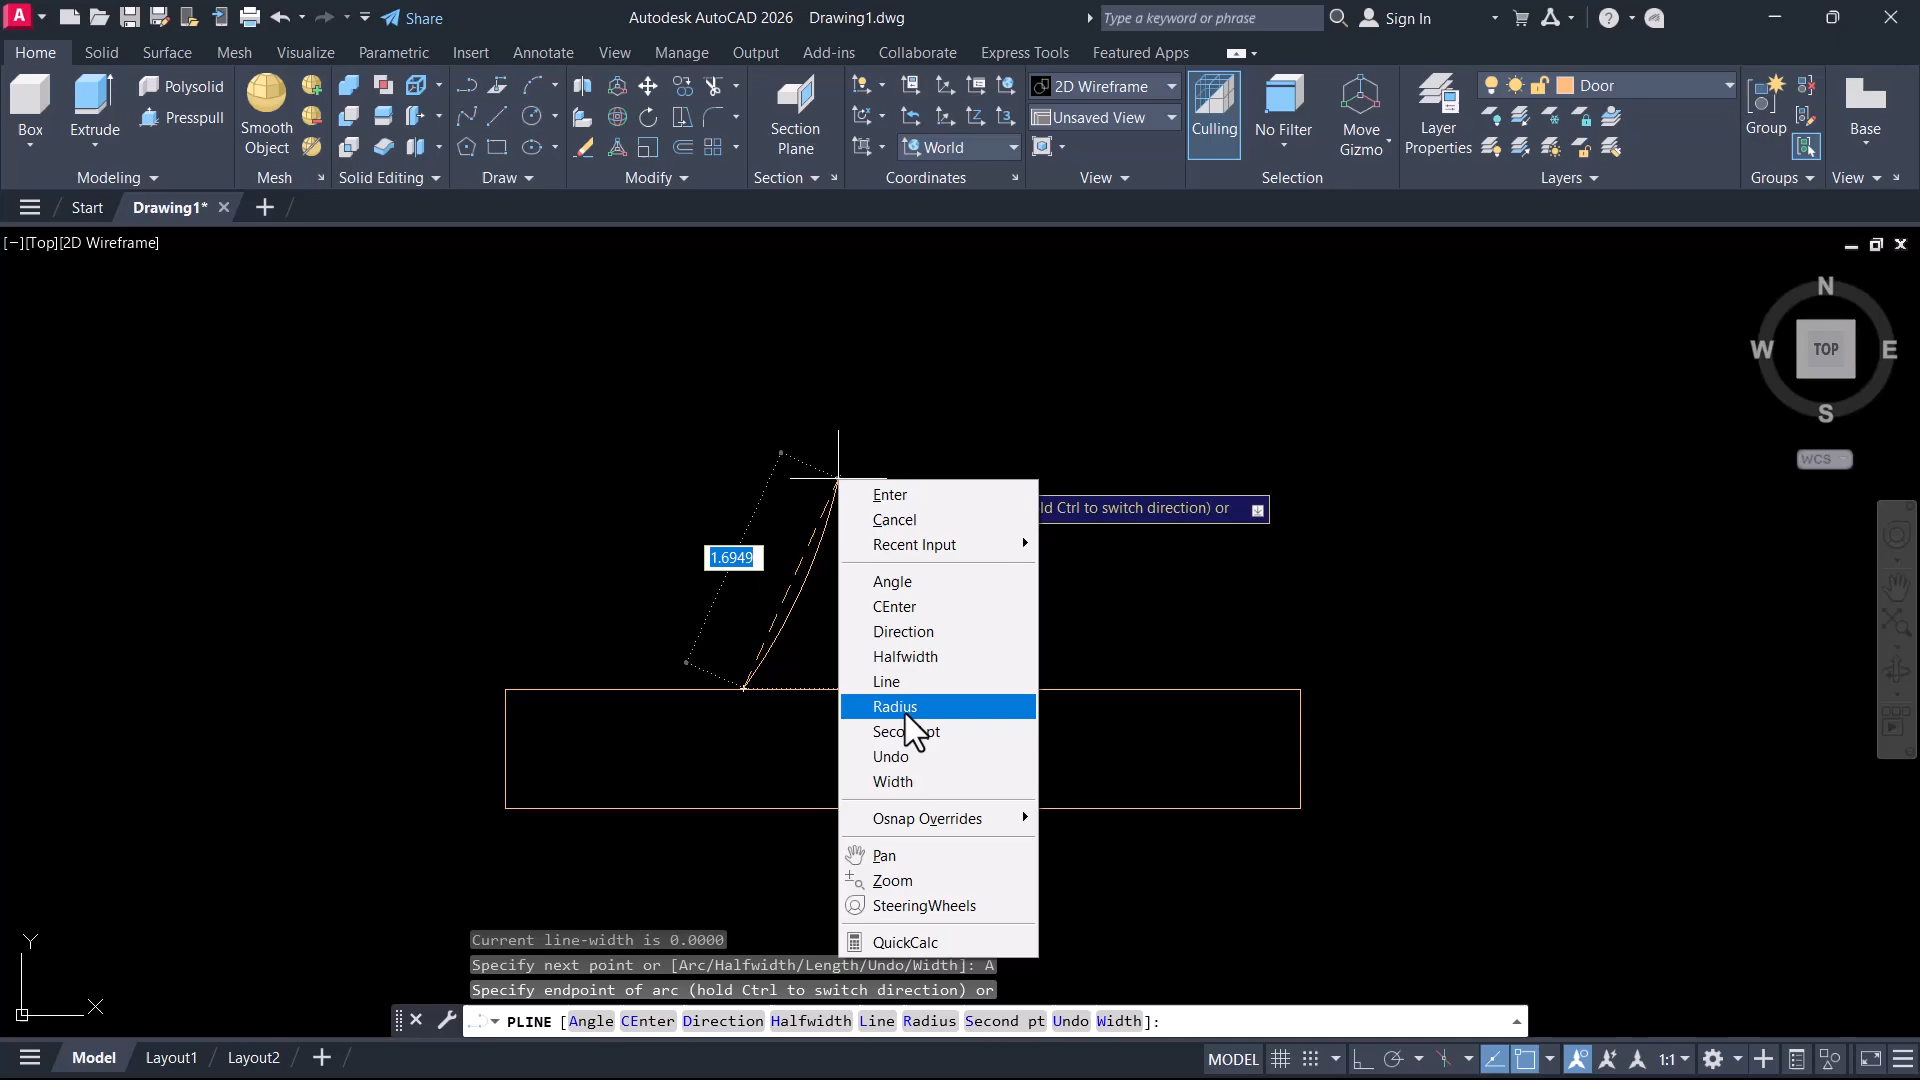 A
Share
Autodesk AutoCAD 2026 Drawing1.dwg
Type a keyword or phrase
Sign In
Home Solid Surface Mesh Visualize Parametric Insert Annotate View Manage Output Add-ins Collaborate Express Tools Featured Apps
Box
Extrude
Polysolid
Presspull
Smooth
Object
Section
Plane
World
2D Wireframe
Unsaved View
Culling
No Filter
Move
Gizmo
Layer
Properties
Door
Group
Base
Modeling Mesh Solid Editing Draw Modify Section Coordinates View Selection Layers Groups View
Start Drawing1*
[−][Top][2D Wireframe]
N
W TOP E
S
WCS
1.6949
ld Ctrl to switch direction) or
Enter
Cancel
Recent Input
Angle
CEnter
Direction
Halfwidth
Line
Radius
Undo
Width
Osnap Overrides
Pan
Zoom
SteeringWheels
QuickCalc
Y
X
Current line-width is 0.0000
Specify next point or [Arc/Halfwidth/Length/Undo/Width]: A
Specify endpoint of arc (hold Ctrl to switch direction) or
PLINE [Angle CEnter Direction Halfwidth Line Radius Second pt Undo Width]:
Model Layout1 Layout2
MODEL 1:1